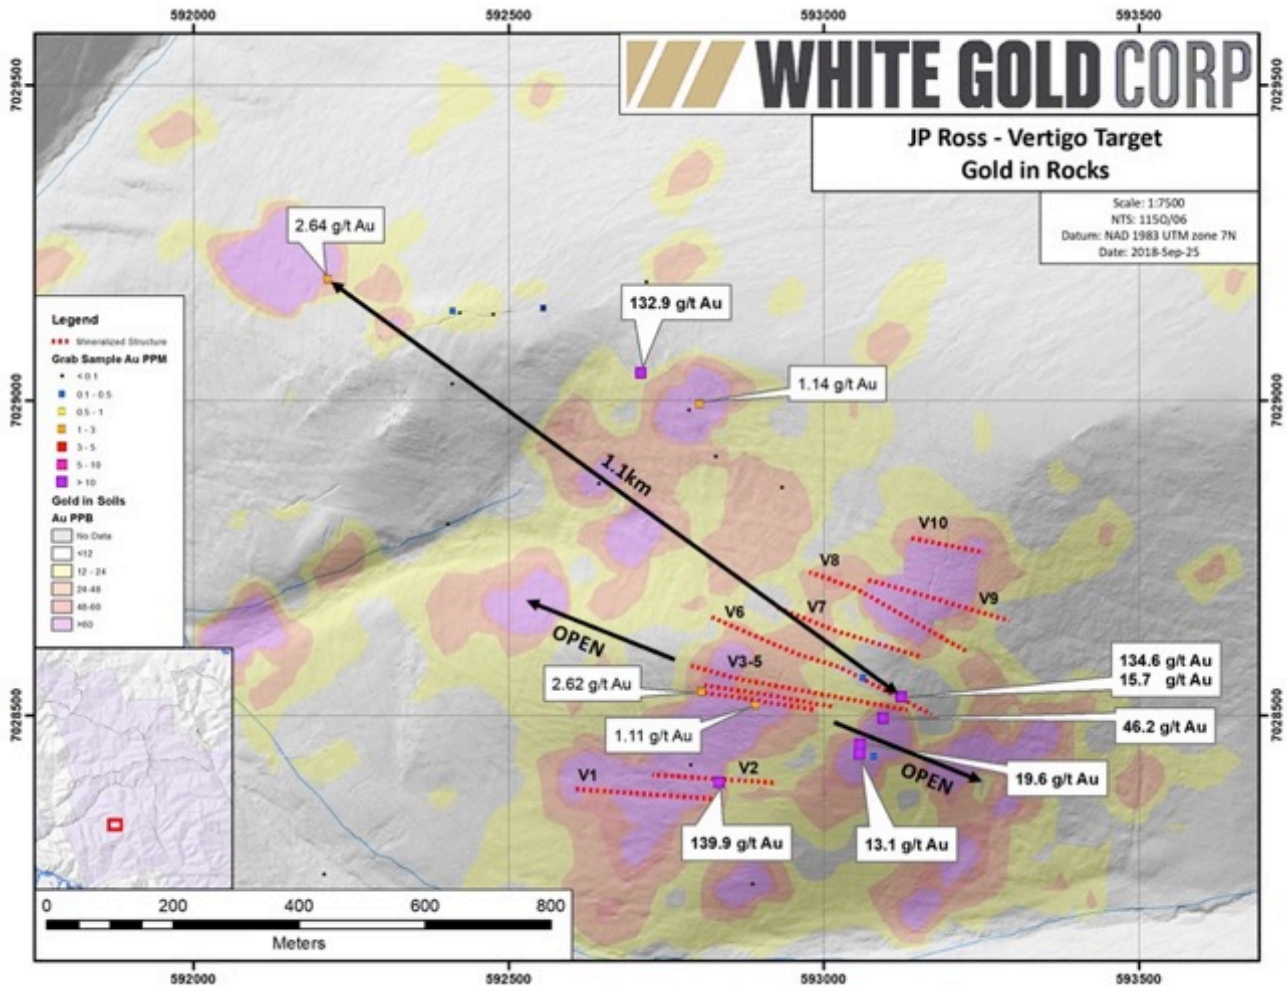 592000 592500 593000 593500
7029500
7029500
WHITE GOLD CORP
JP Ross - Vertigo Target
Gold in Rocks
Scale: 1:7500
NTS: 115O/06
Datum: NAD 1983 UTM zone 7N
Date: 2018-Sep-25
2.64 g/t Au
132.9 g/t Au
1.14 g/t Au
7029000
7029000
1.1km
Legend
Mineralized Structure
Grab Sample Au PPM
< 0.1
0.1 - 0.5
0.5 - 1
1 - 3
3 - 5
5 - 10
> 10
Gold in Soils
Au PPB
No Data
<12
12 - 24
24-48
48-60
>60
V10
V8
V9
V7
V6
OPEN
V3-5
2.62 g/t Au
1.11 g/t Au
134.6 g/t Au
15.7 g/t Au
46.2 g/t Au
7028500
7028500
OPEN
19.6 g/t Au
V1
V2
139.9 g/t Au
13.1 g/t Au
0 200 400 600 800
Meters
592000 592500 593000 593500